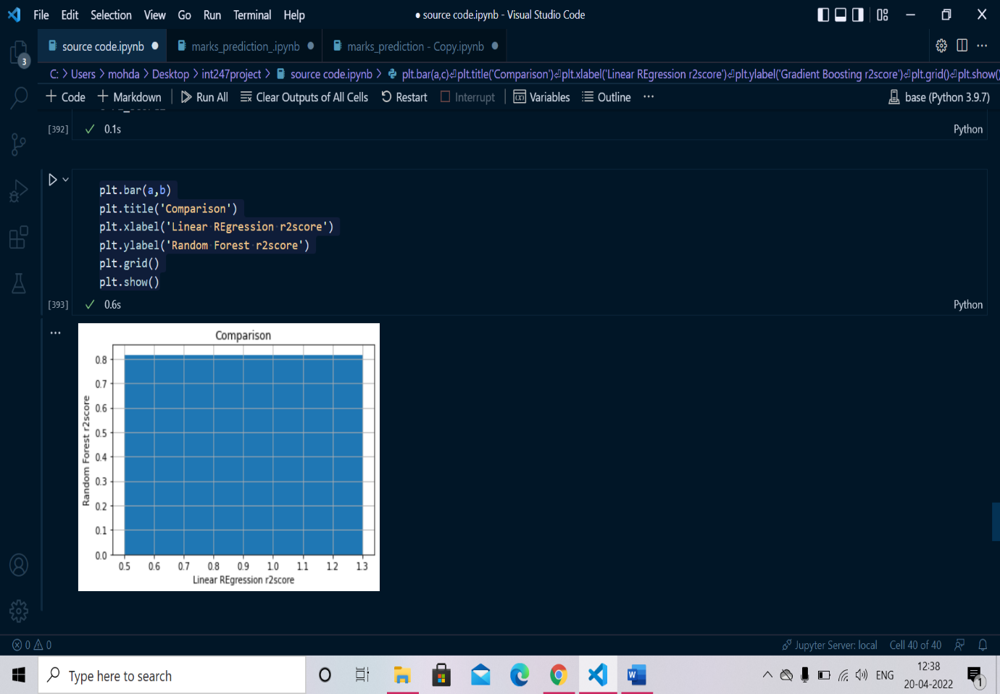 File Edit Selection View Go Run Terminal Help
● source code.ipynb - Visual Studio Code
source code.ipynb ●
marks_prediction_.ipynb ●
marks_prediction - Copy.ipynb ●
3
C: > Users > mohda > Desktop > int247project > source code.ipynb > plt.bar(a,c)⏎plt.title('Comparison')⏎plt.xlabel('Linear REgression r2score')⏎plt.ylabel('Gradient Boosting r2score')⏎plt.grid()⏎plt.show()
+ Code + Markdown Run All Clear Outputs of All Cells Restart Interrupt Variables Outline ···
base (Python 3.9.7)
[392] ✓ 0.1s Python
plt.bar(a,b)
plt.title('Comparison')
plt.xlabel('Linear REgression r2score')
plt.ylabel('Random Forest r2score')
plt.grid()
plt.show()
[393] ✓ 0.6s Python
···
Comparison
Random Forest r2score
0.8
0.7
0.6
0.5
0.4
0.3
0.2
0.1
0.0
0.5 0.6 0.7 0.8 0.9 1.0 1.1 1.2 1.3
Linear REgression r2score
0 0
Jupyter Server: local Cell 40 of 40
Type here to search
W
ENG
12:38
20-04-2022
1